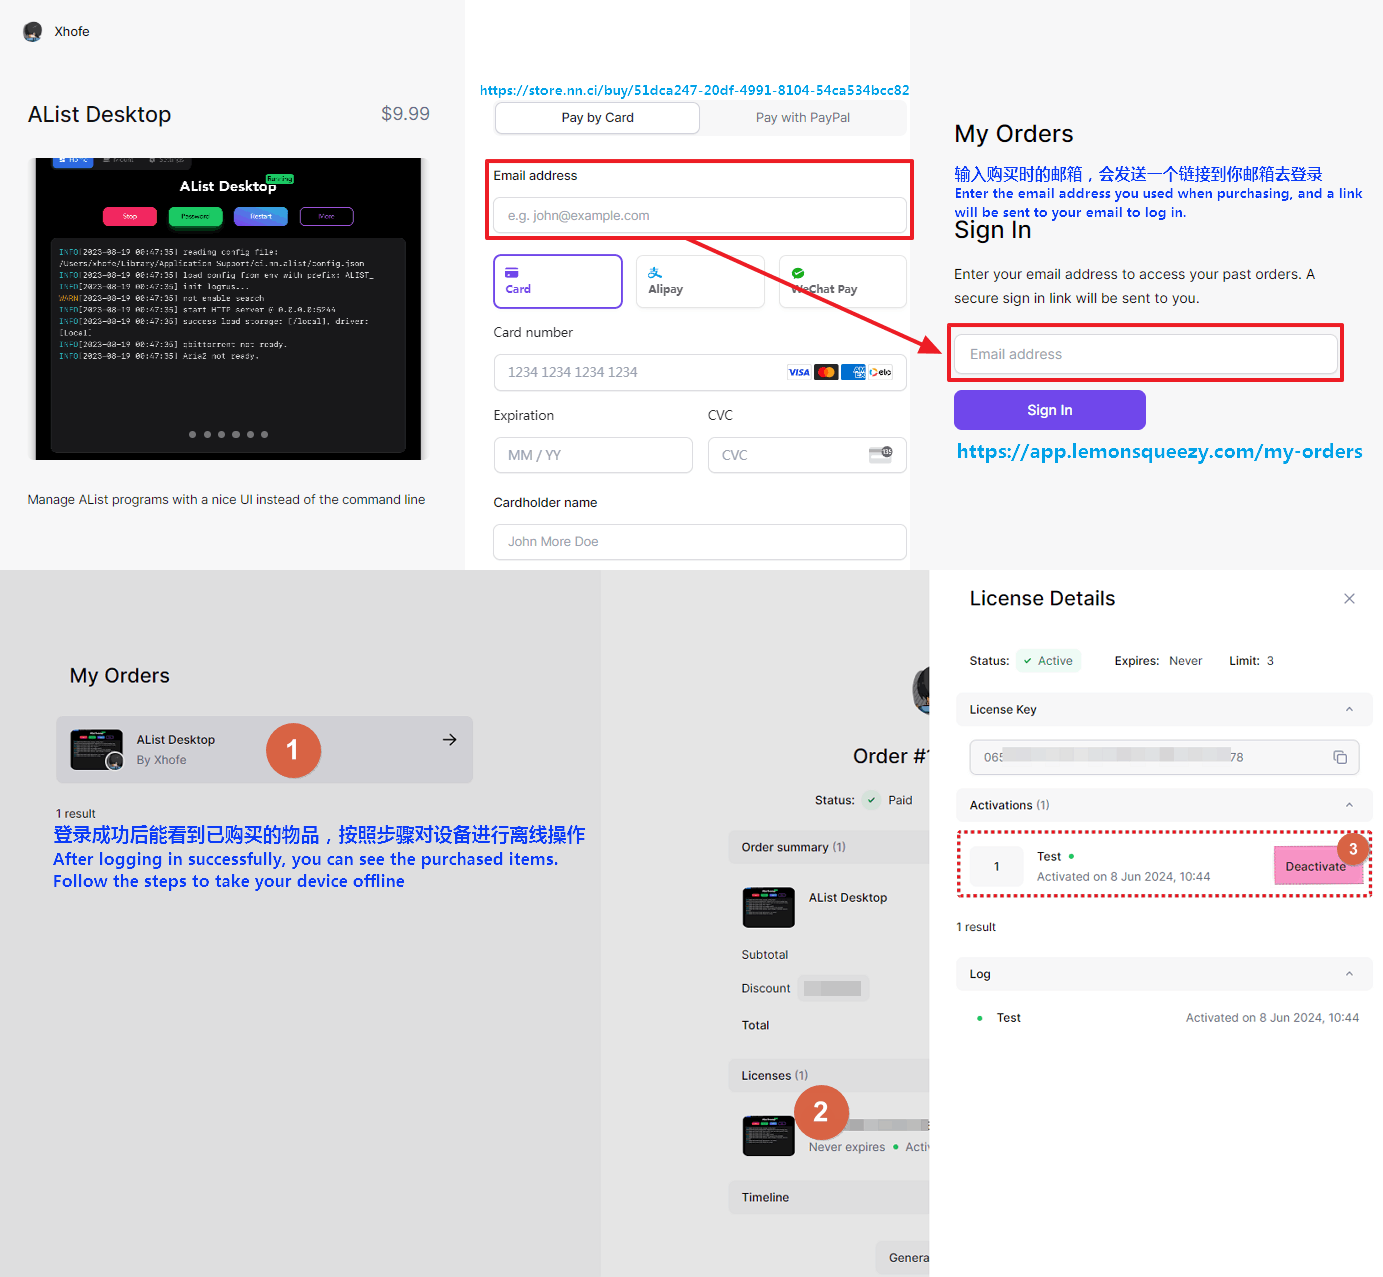 Xhofe
AList Desktop
$9.99
Home
Mount
Settings
AList Desktop
Running
Stop
Password
Restart
More
INFO[2023-08-19 00:47:35] reading config file:
/Users/xhofe/Library/Application Support/ci.nn.alist/config.json
INFO[2023-08-19 00:47:35] load config from env with prefix: ALIST_
INFO[2023-08-19 00:47:35] init logrus...
WARN[2023-08-19 00:47:35] not enable search
INFO[2023-08-19 00:47:35] start HTTP server @ 0.0.0.0:5244
INFO[2023-08-19 00:47:35] success load storage: [/local], driver:
[Local]
INFO[2023-08-19 00:47:35] qbittorrent not ready.
INFO[2023-08-19 00:47:35] Aria2 not ready.
Manage AList programs with a nice UI instead of the command line
https://store.nn.ci/buy/51dca247-20df-4991-8104-54ca534bcc82
Pay by Card
Pay with PayPal
Email address
e.g. john@example.com
Card
支
Alipay
WeChat Pay
Card number
1234 1234 1234 1234
VISA
AM EX
elo
Expiration
CVC
MM / YY
CVC
135
Cardholder name
John More Doe
My Orders
输入购买时的邮箱，会发送一个链接到你邮箱去登录
Enter the email address you used when purchasing, and a link
will be sent to your email to log in.
Sign In
Enter your email address to access your past orders. A
secure sign in link will be sent to you.
Email address
Sign In
https://app.lemonsqueezy.com/my-orders
My Orders
AList Desktop
By Xhofe
1
1 result
登录成功后能看到已购买的物品，按照步骤对设备进行离线操作
After logging in successfully, you can see the purchased items.
Follow the steps to take your device offline
Order #
Status:
Paid
Order summary (1)
AList Desktop
Subtotal
Discount
Total
Licenses (1)
2
Never expires
Acti
Timeline
Genera
License Details
Status:
Active
Expires: Never
Limit: 3
License Key
065
78
Activations (1)
1
Test
Activated on 8 Jun 2024, 10:44
Deactivate
3
1 result
Log
Test
Activated on 8 Jun 2024, 10:44